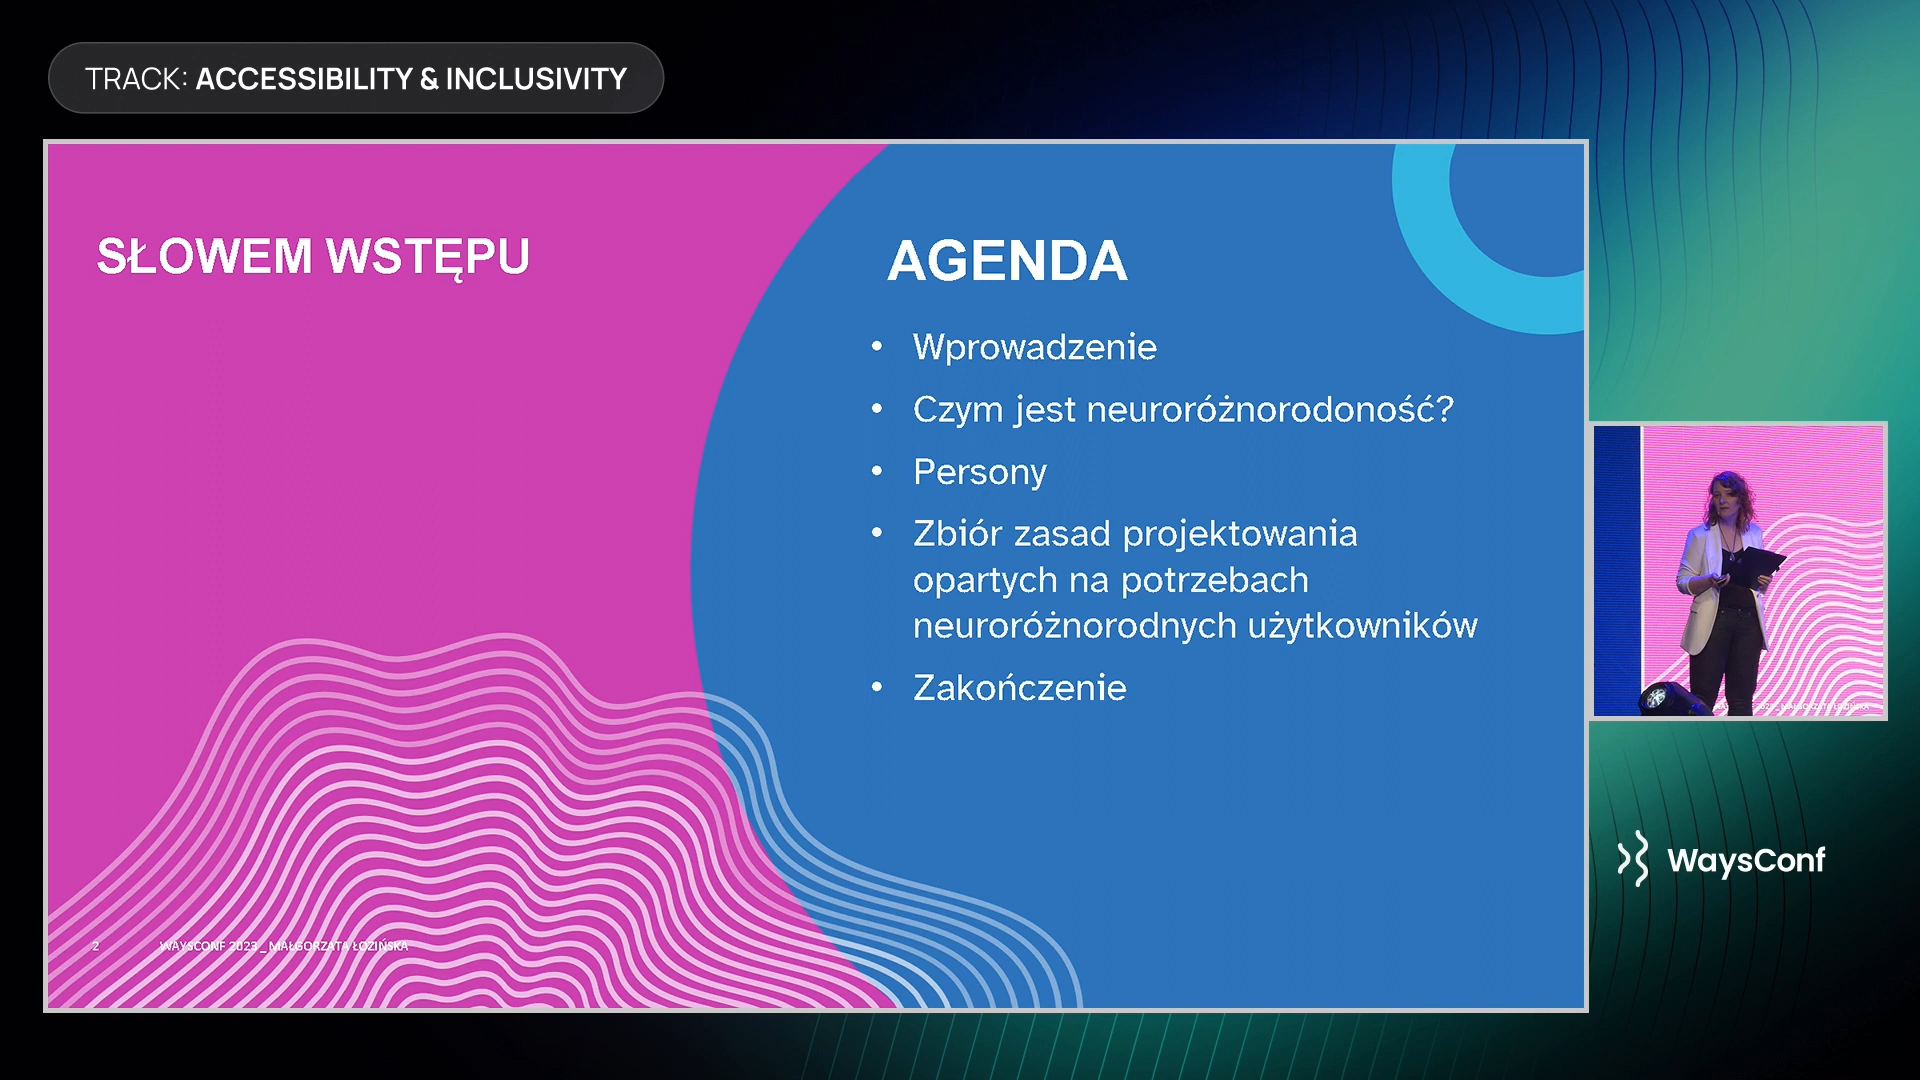 TRACK: ACCESSIBILITY & INCLUSIVITY
SŁOWEM WSTĘPU
AGENDA
• Wprowadzenie
• Czym jest neuroróżnorodoność?
• Persony
• Zbiór zasad projektowania
opartych na potrzebach
neuroróżnorodnych użytkowników
• Zakończenie
2 WAYSCONF 2023 _ MAŁGORZATA ŁOZIŃSKA
WaysConf